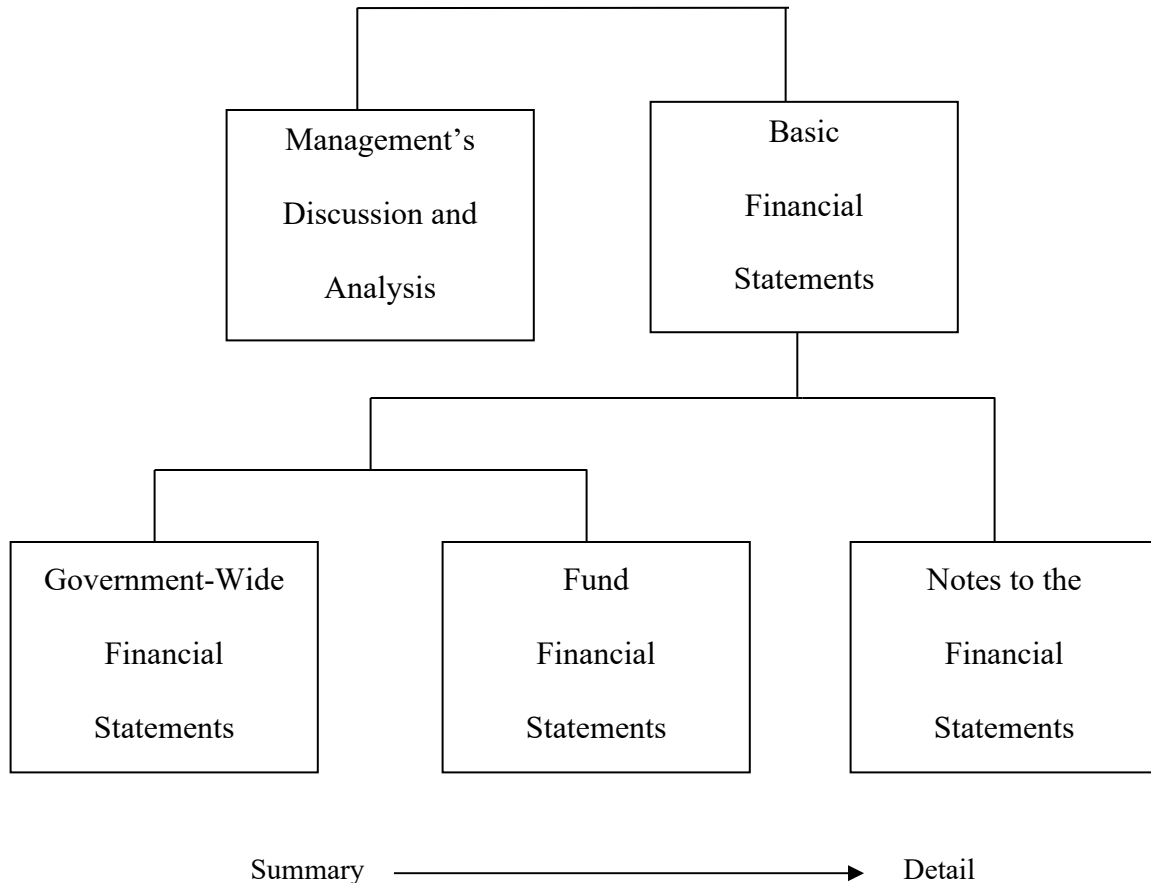 Management’s
Discussion and
Analysis
Basic
Financial
Statements
Government-Wide
Financial
Statements
Fund
Financial
Statements
Notes to the
Financial
Statements
Summary
Detail